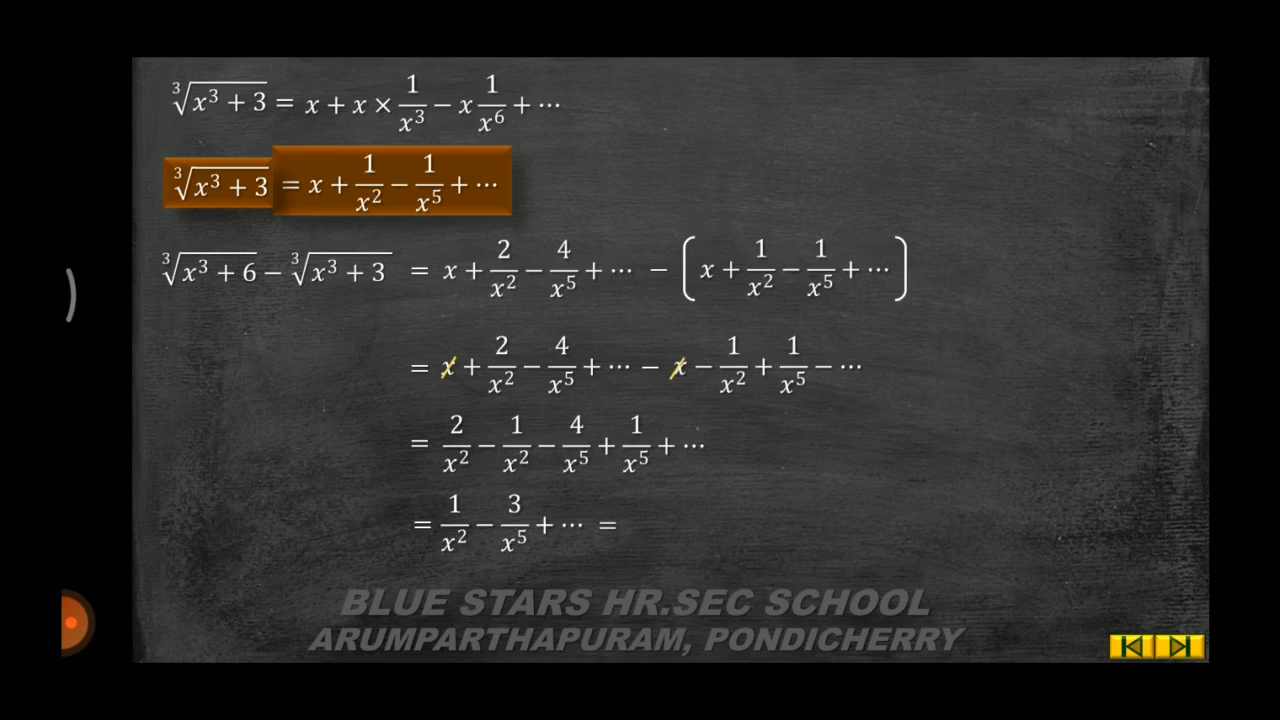 ∛(x³ + 3) = x + x × 1/x³ − x 1/x⁶ + ⋯
∛(x³ + 3) = x + 1/x² − 1/x⁵ + ⋯
∛(x³ + 6) − ∛(x³ + 3) = x + 2/x² − 4/x⁵ + ⋯ − (x + 1/x² − 1/x⁵ + ⋯)
= x + 2/x² − 4/x⁵ + ⋯ − x − 1/x² + 1/x⁵ − ⋯
= 2/x² − 1/x² − 4/x⁵ + 1/x⁵ + ⋯
= 1/x² − 3/x⁵ + ⋯ =
BLUE STARS HR.SEC SCHOOL
ARUMPARTHAPURAM, PONDICHERRY